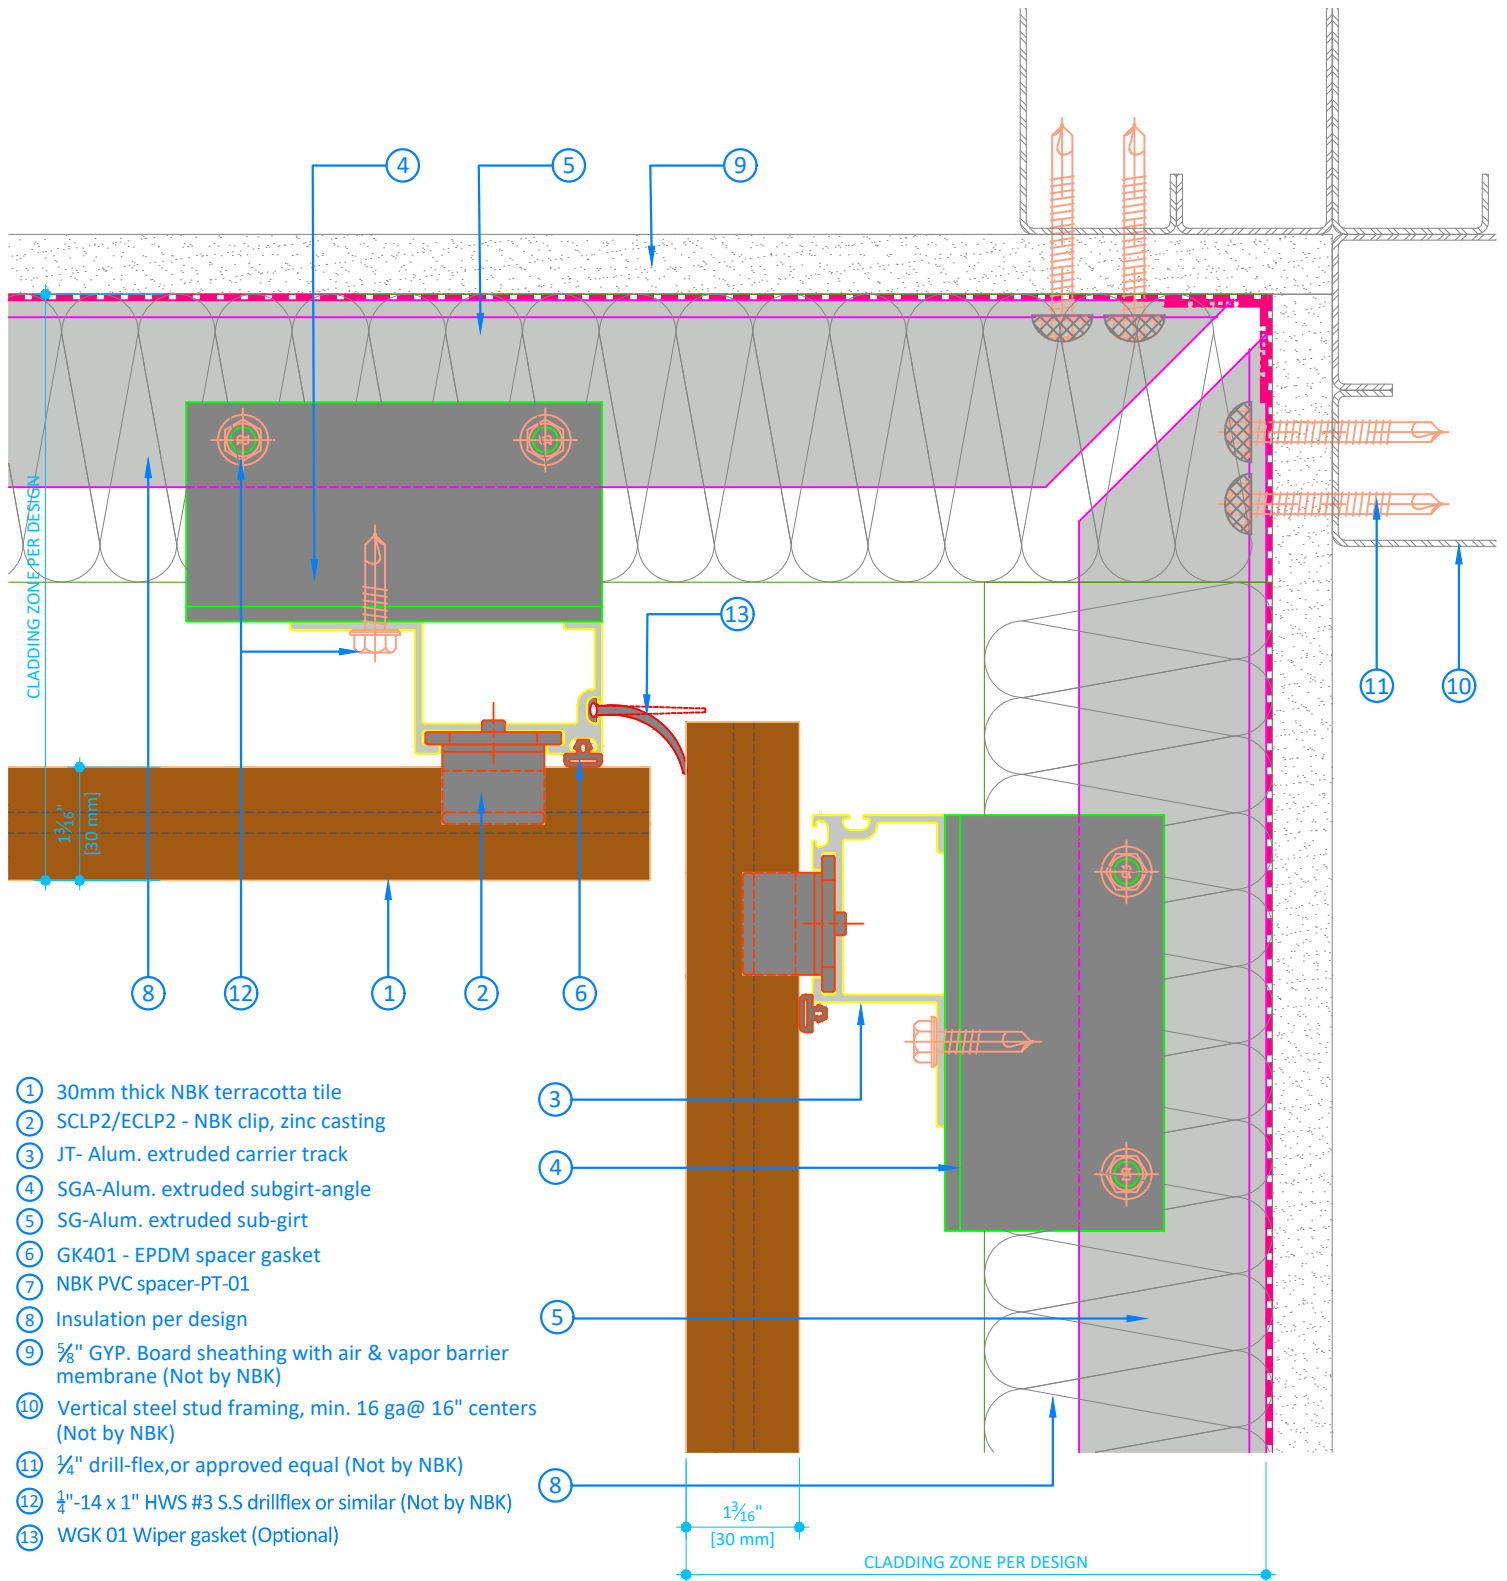 4
5
9
CLADDING ZONE PER DESIGN
13
11
10
1 3/16"
[30 mm]
8
12
1
2
6
3
4
5
8
1 30mm thick NBK terracotta tile
2 SCLP2/ECLP2 - NBK clip, zinc casting
3 JT- Alum. extruded carrier track
4 SGA-Alum. extruded subgirt-angle
5 SG-Alum. extruded sub-girt
6 GK401 - EPDM spacer gasket
7 NBK PVC spacer-PT-01
8 Insulation per design
9 5/8" GYP. Board sheathing with air & vapor barrier
membrane (Not by NBK)
10 Vertical steel stud framing, min. 16 ga@ 16" centers
(Not by NBK)
11 1/4" drill-flex,or approved equal (Not by NBK)
12 1/4"-14 x 1" HWS #3 S.S drillflex or similar (Not by NBK)
13 WGK 01 Wiper gasket (Optional)
1 3/16"
[30 mm]
CLADDING ZONE PER DESIGN